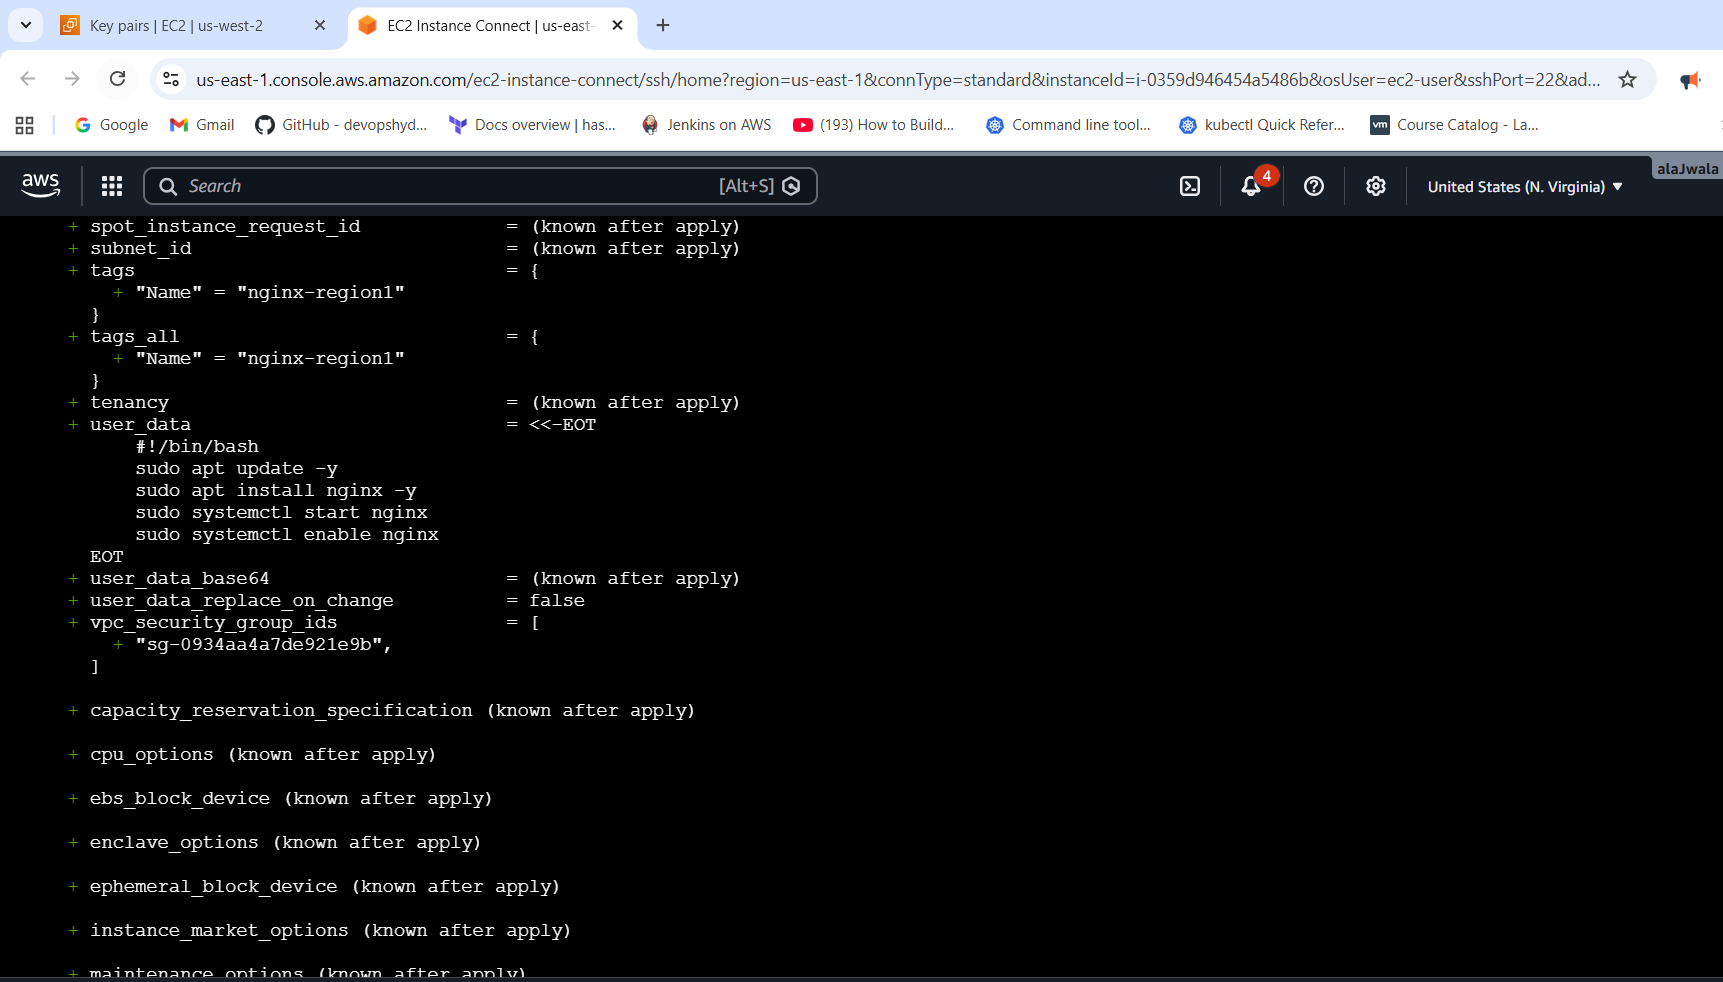 Key pairs | EC2 | us-west-2
EC2 Instance Connect | us-east-
us-east-1.console.aws.amazon.com/ec2-instance-connect/ssh/home?region=us-east-1&connType=standard&instanceId=i-0359d946454a5486b&osUser=ec2-user&sshPort=22&ad...
Google
Gmail
GitHub - devopshyd...
Docs overview | has...
Jenkins on AWS
(193) How to Build...
Command line tool...
kubectl Quick Refer...
vm
Course Catalog - La...
aws
Search
[Alt+S]
4
United States (N. Virginia)
alaJwala
+ spot_instance_request_id = (known after apply)
+ subnet_id = (known after apply)
+ tags = {
+ "Name" = "nginx-region1"
}
+ tags_all = {
+ "Name" = "nginx-region1"
}
+ tenancy = (known after apply)
+ user_data = <<-EOT
#!/bin/bash
sudo apt update -y
sudo apt install nginx -y
sudo systemctl start nginx
sudo systemctl enable nginx
EOT
+ user_data_base64 = (known after apply)
+ user_data_replace_on_change = false
+ vpc_security_group_ids = [
+ "sg-0934aa4a7de921e9b",
]
+ capacity_reservation_specification (known after apply)
+ cpu_options (known after apply)
+ ebs_block_device (known after apply)
+ enclave_options (known after apply)
+ ephemeral_block_device (known after apply)
+ instance_market_options (known after apply)
+ maintenance_options (known after apply)